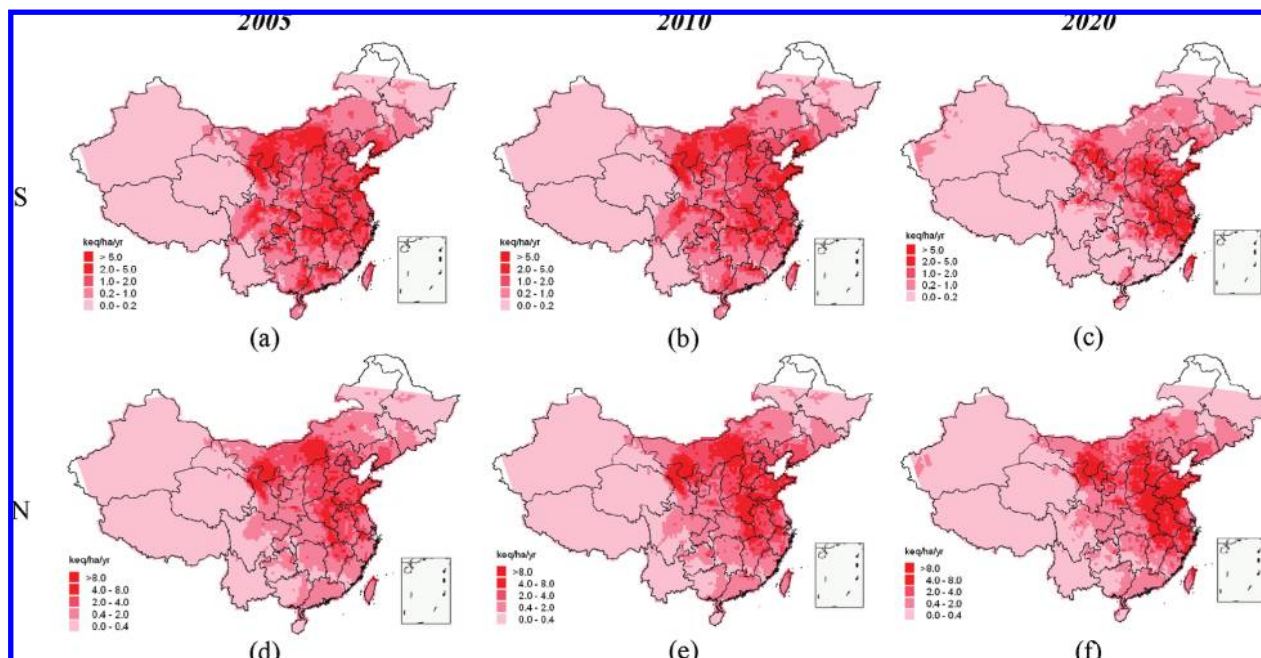 2005 2010 2020
S
keq/ha/yr
> 5.0
2.0 - 5.0
1.0 - 2.0
0.2 - 1.0
0.0 - 0.2
keq/ha/yr
> 5.0
2.0 - 5.0
1.0 - 2.0
0.2 - 1.0
0.0 - 0.2
keq/ha/yr
> 5.0
2.0 - 5.0
1.0 - 2.0
0.2 - 1.0
0.0 - 0.2
(a) (b) (c)
N
keq/ha/yr
>8.0
4.0 - 8.0
2.0 - 4.0
0.4 - 2.0
0.0 - 0.4
keq/ha/yr
>8.0
4.0 - 8.0
2.0 - 4.0
0.4 - 2.0
0.0 - 0.4
keq/ha/yr
>8.0
4.0 - 8.0
2.0 - 4.0
0.4 - 2.0
0.0 - 0.4
(d) (e) (f)